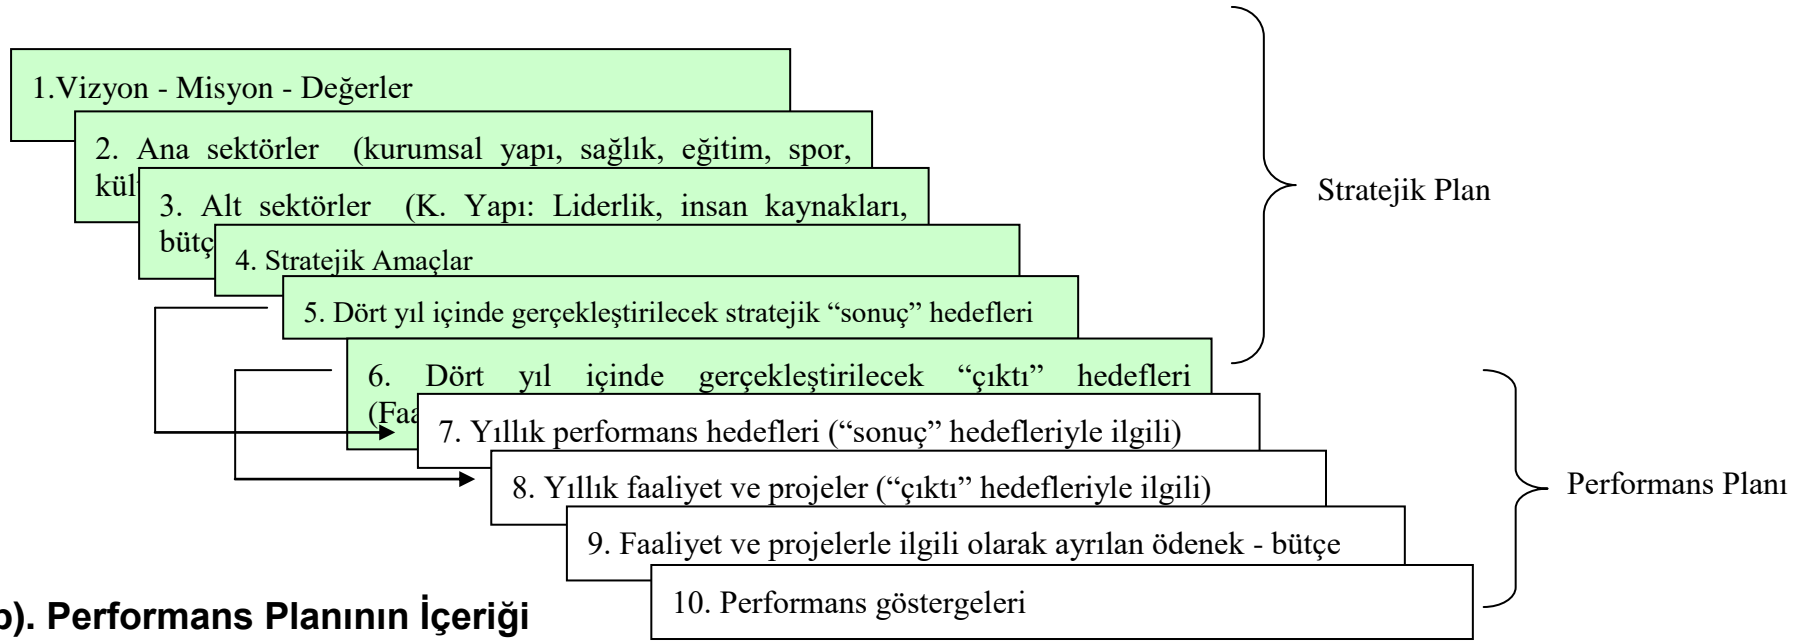 1.Vizyon - Misyon - Değerler
2. Ana sektörler (kurumsal yapı, sağlık, eğitim, spor,
3. Alt sektörler (K. Yapı: Liderlik, insan kaynakları,
4. Stratejik Amaçlar
5. Dört yıl içinde gerçekleştirilecek stratejik “sonuç” hedefleri
6. Dört yıl içinde gerçekleştirilecek “çıktı” hedefleri
7. Yıllık performans hedefleri (“sonuç” hedefleriyle ilgili)
8. Yıllık faaliyet ve projeler (“çıktı” hedefleriyle ilgili)
9. Faaliyet ve projelerle ilgili olarak ayrılan ödenek - bütçe
10. Performans göstergeleri
Stratejik Plan
Performans Planı
). Performans Planının İçeriği